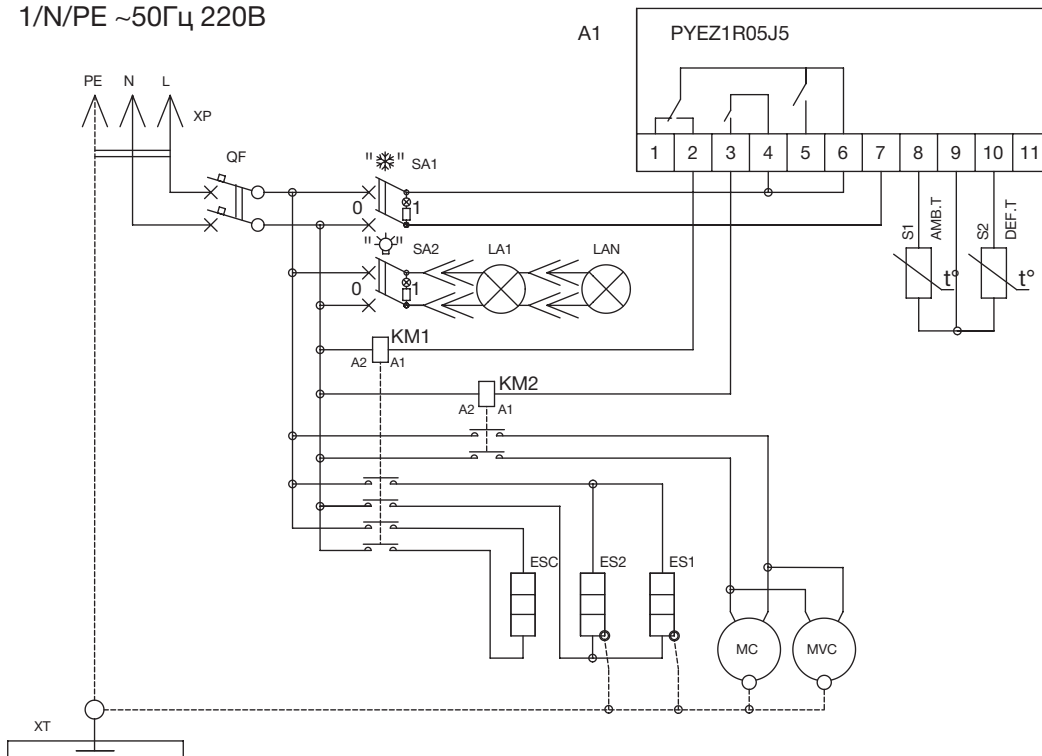 1/N/PE ~50Гц 220В
A1 PYEZ1R05J5
PE N L
XP
QF
1 2 3 4 5 6 7 8 9 10 11
"❄" SA1
0 1
" " SA2 LA1 LAN
0 1
S1 AMB.T
S2 DEF.T
t° t°
KM1
A2 A1
KM2
A2 A1
ESC ES2 ES1
MC MVC
XT